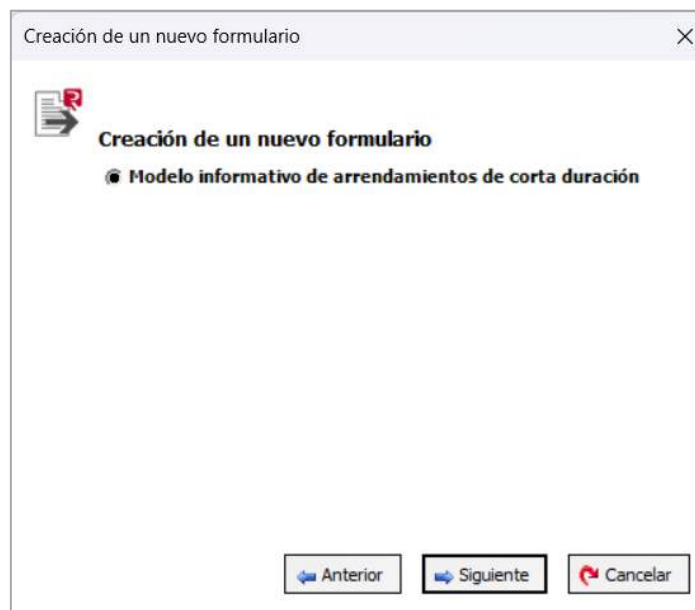 Creación de un nuevo formulario
Creación de un nuevo formulario
Modelo informativo de arrendamientos de corta duración
Anterior
Siguiente
Cancelar